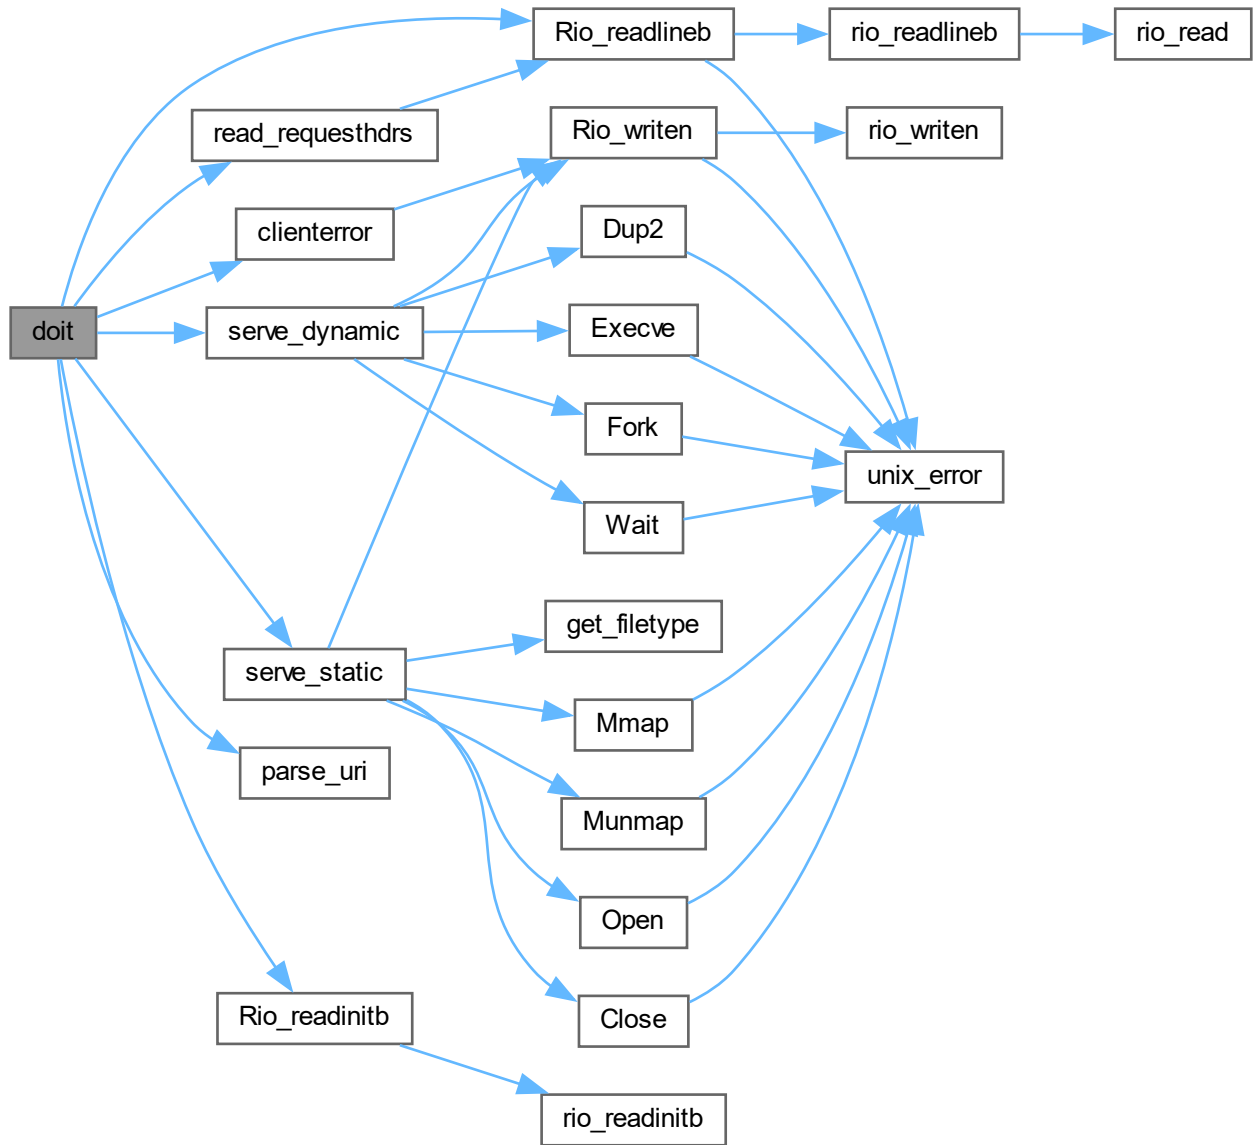 Rio_readlineb
rio_readlineb
rio_read
read_requesthdrs
Rio_writen
rio_writen
clienterror
Dup2
doit
serve_dynamic
Execve
Fork
unix_error
Wait
get_filetype
serve_static
Mmap
parse_uri
Munmap
Open
Rio_readinitb
Close
rio_readinitb